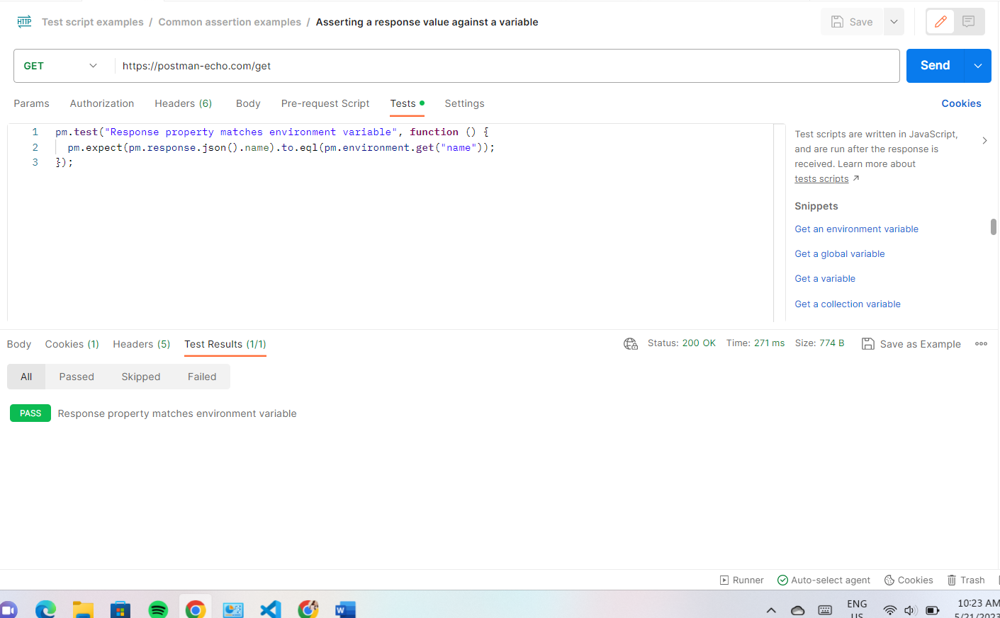 HTTP Test script examples / Common assertion examples / Asserting a response value against a variable Save
GET https://postman-echo.com/get Send
Params Authorization Headers (6) Body Pre-request Script Tests Settings Cookies
1 pm.test("Response property matches environment variable", function () {
2 pm.expect(pm.response.json().name).to.eql(pm.environment.get("name"));
3 });
Test scripts are written in JavaScript,
and are run after the response is
received. Learn more about
tests scripts ↗
Snippets
Get an environment variable
Get a global variable
Get a variable
Get a collection variable
Body Cookies (1) Headers (5) Test Results (1/1) Status: 200 OK Time: 271 ms Size: 774 B Save as Example
All Passed Skipped Failed
PASS Response property matches environment variable
Runner Auto-select agent Cookies Trash
ENG
US
10:23 AM
5/21/2023